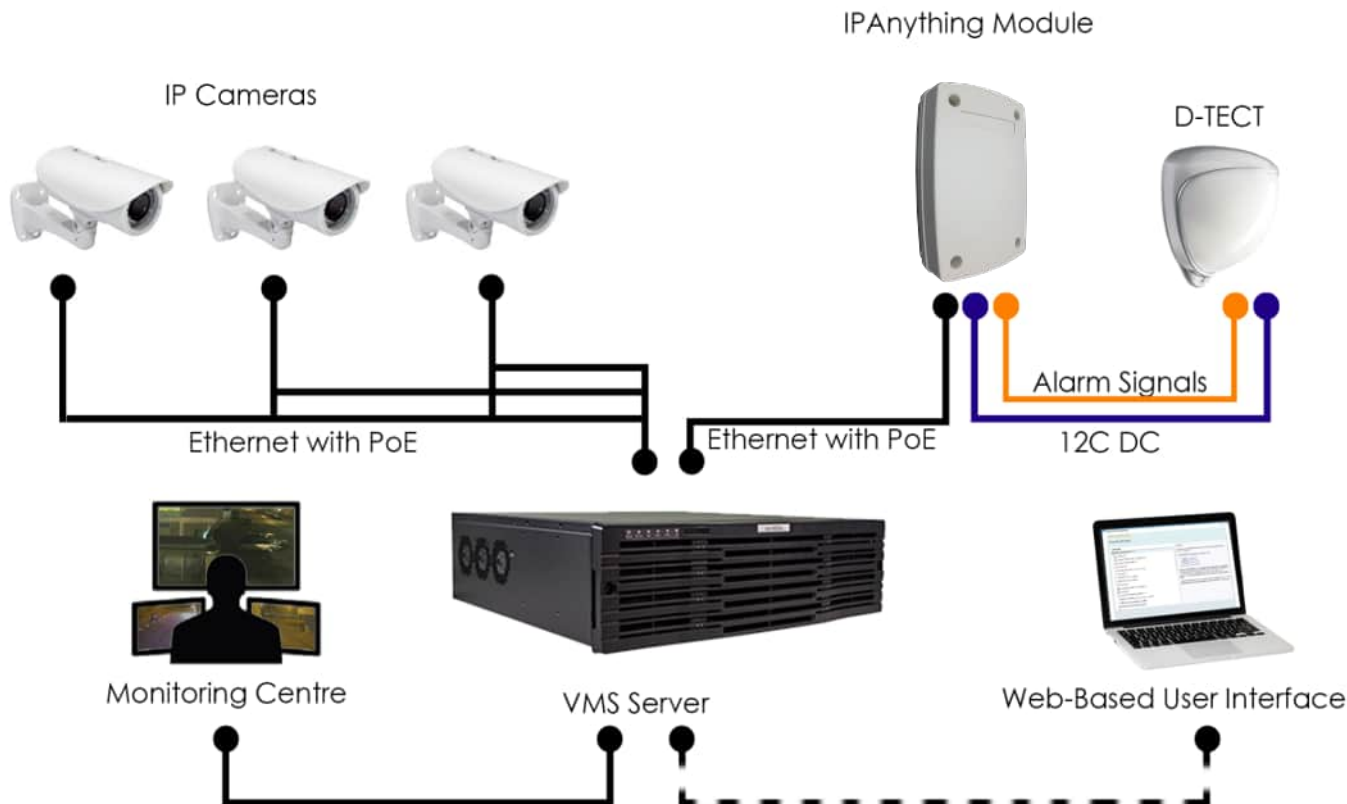 IPAnything Module
IP Cameras
D-TECT
Alarm Signals
Ethernet with PoE
Ethernet with PoE
12C DC
Monitoring Centre
VMS Server
Web-Based User Interface